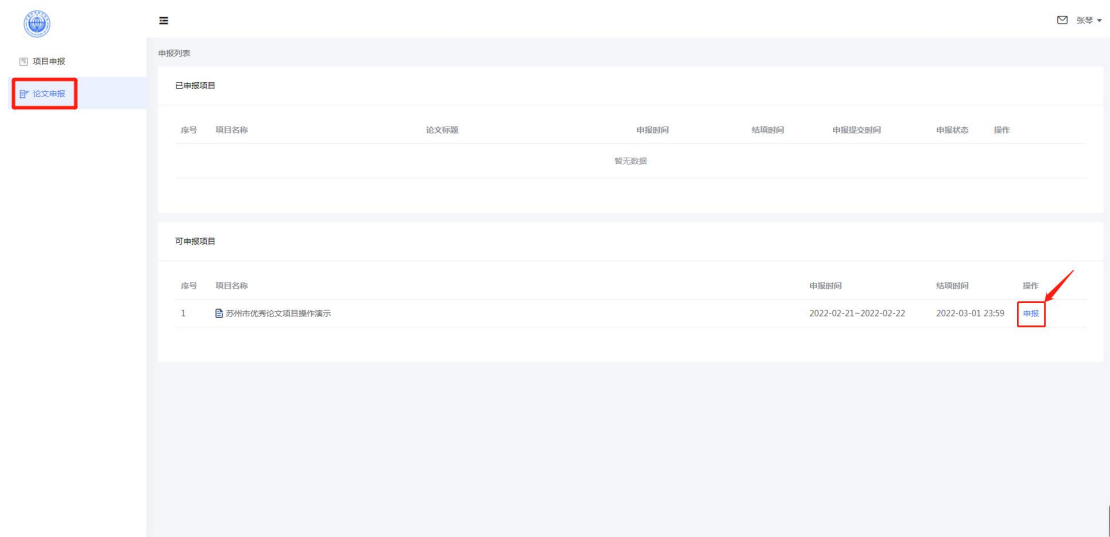 张琴
项目申报
论文申报
申报列表
已申报项目
序号 项目名称 论文标题 申报时间 结项时间 申报提交时间 申报状态 操作
暂无数据
可申报项目
序号 项目名称 申报时间 结项时间 操作
1 苏州市优秀论文项目操作演示 2022-02-21~2022-02-22 2022-03-01 23:59 申报